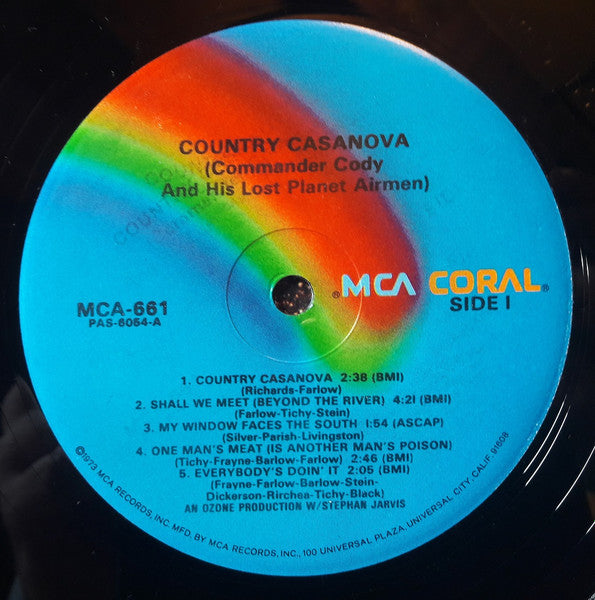 COUNTRY CASANOVA
(Commander Cody
And His Lost Planet Airmen)
®MCA CORAL®
MCA-661
PAS-6054-A
SIDE I
1. COUNTRY CASANOVA 2:38 (BMI)
(Richards-Farlow)
2. SHALL WE MEET (BEYOND THE RIVER) 4:21 (BMI)
(Farlow-Tichy-Stein)
3. MY WINDOW FACES THE SOUTH 1:54 (ASCAP)
(Silver-Parish-Livingston)
4. ONE MAN'S MEAT (IS ANOTHER MAN'S POISON)
(Tichy-Frayne-Barlow-Farlow) 2:46 (BMI)
5. EVERYBODY'S DOIN' IT 2:05 (BMI)
(Frayne-Farlow-Barlow-Stein-
Dickerson-Rirchea-Tichy-Black)
AN OZONE PRODUCTION W/STEPHAN JARVIS
©1973 MCA RECORDS, INC. MFD. BY MCA RECORDS, INC., 100 UNIVERSAL PLAZA, UNIVERSAL CITY, CALIF. 91608